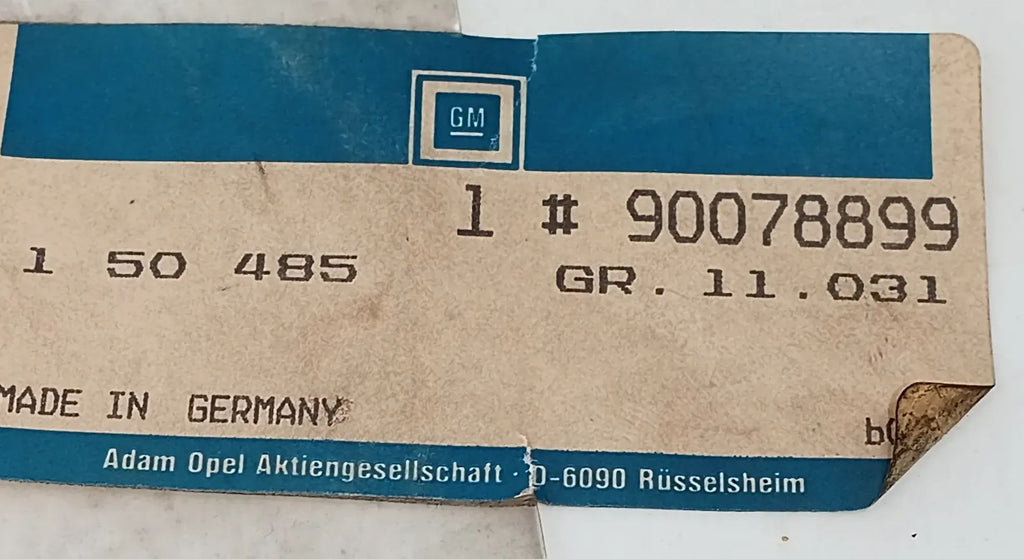 GM
1 # 90078899
1 50 485
GR. 11.031
MADE IN GERMANY
Adam Opel Aktiengesellschaft · D-6090 Rüsselsheim